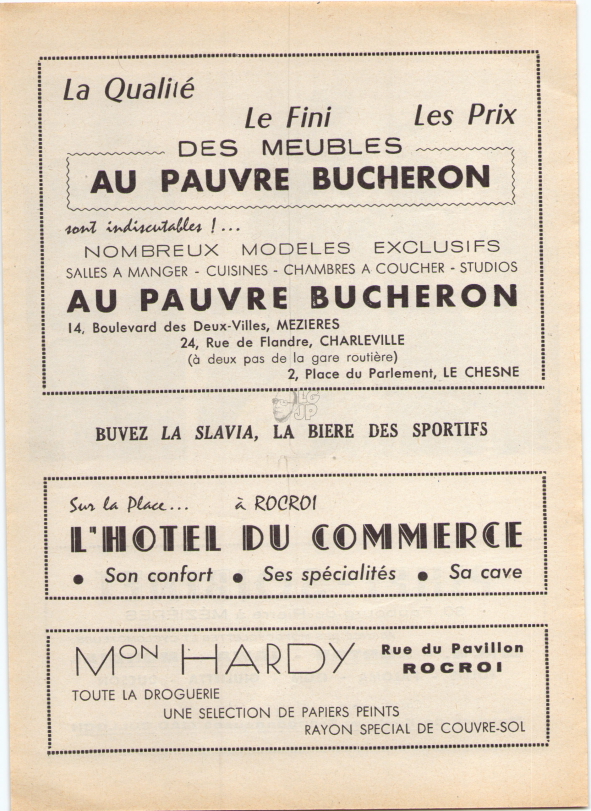 La Qualité
Le Fini
Les Prix
DES MEUBLES
AU PAUVRE BUCHERON
sont indiscutables !...
NOMBREUX MODELES EXCLUSIFS
SALLES A MANGER - CUISINES - CHAMBRES A COUCHER - STUDIOS
AU PAUVRE BUCHERON
14, Boulevard des Deux-Villes, MEZIERES
24, Rue de Flandre, CHARLEVILLE
(à deux pas de la gare routière)
2, Place du Parlement, LE CHESNE
LG
JP
BUVEZ LA SLAVIA, LA BIERE DES SPORTIFS
Sur la Place... à ROCROI
L'HOTEL DU COMMERCE
• Son confort • Ses spécialités • Sa cave
MON HARDY
Rue du Pavillon
ROCROI
TOUTE LA DROGUERIE
UNE SELECTION DE PAPIERS PEINTS
RAYON SPECIAL DE COUVRE-SOL